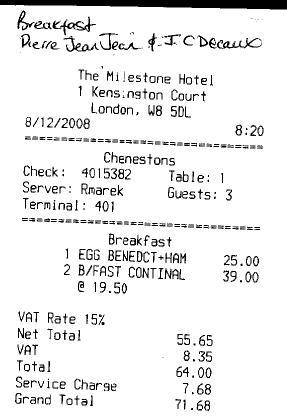 Breakfast
Pierre Jean Jean & J C Decaux
The Milestone Hotel
1 Kensington Court
London, W8 5DL
8/12/2008
8:20
Chenestons
Check: 4015382 Table: 1
Server: Rmarek Guests: 3
Terminal: 401
Breakfast
1 EGG BENEDCT+HAM 25.00
2 B/FAST CONTINAL 39.00
@ 19.50
VAT Rate 15%
Net Total 55.65
VAT 8.35
Total 64.00
Service Charge 7.68
Grand Total 71.68